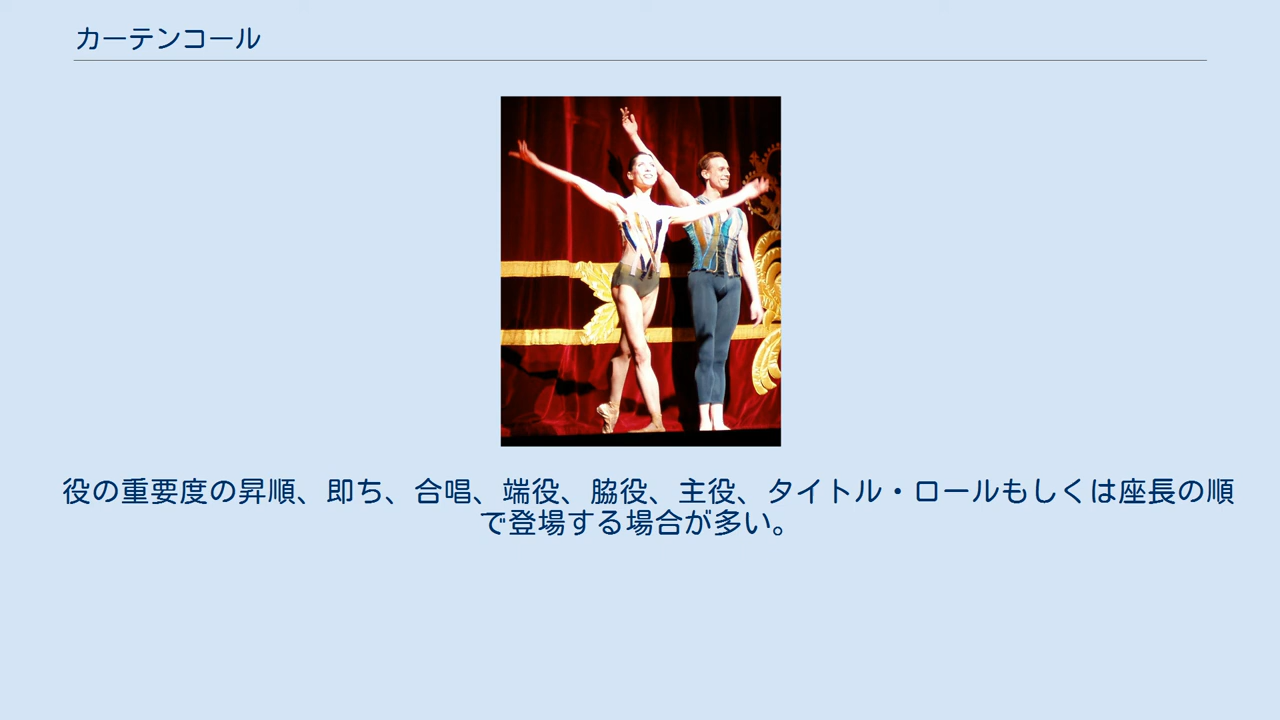 カーテンコール
役の重要度の昇順、即ち、合唱、端役、脇役、主役、タイトル・ロールもしくは座長の順
で登場する場合が多い。